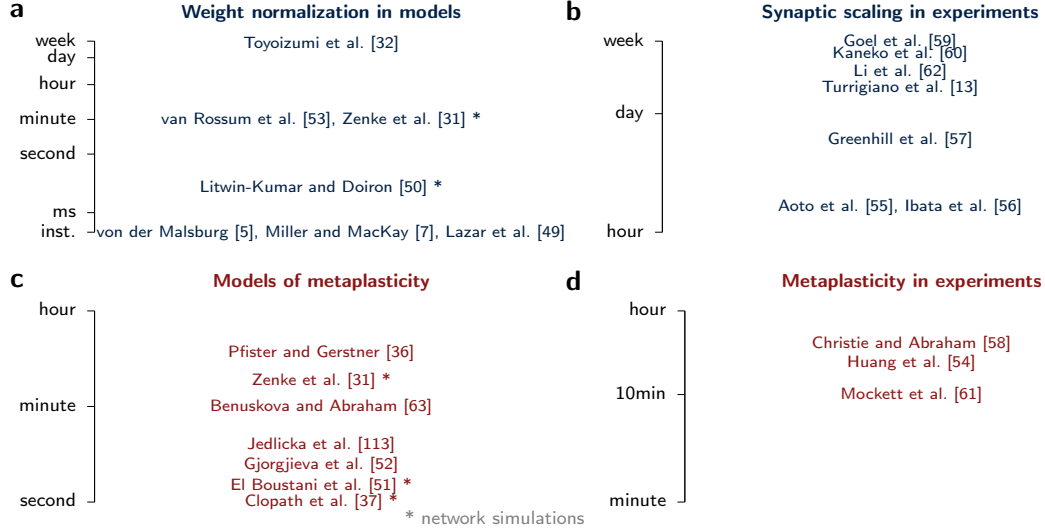 a
Weight normalization in models
week
day
hour
minute
second
ms
inst.
Toyoizumi et al. [32]
van Rossum et al. [53], Zenke et al. [31] *
Litwin-Kumar and Doiron [50] *
von der Malsburg [5], Miller and MacKay [7], Lazar et al. [49]
b
Synaptic scaling in experiments
week
day
hour
Goel et al. [59]
Kaneko et al. [60]
Li et al. [62]
Turrigiano et al. [13]
Greenhill et al. [57]
Aoto et al. [55], Ibata et al. [56]
c
Models of metaplasticity
hour
minute
second
Pfister and Gerstner [36]
Zenke et al. [31] *
Benuskova and Abraham [63]
Jedlicka et al. [113]
Gjorgjieva et al. [52]
El Boustani et al. [51] *
Clopath et al. [37] *
* network simulations
d
Metaplasticity in experiments
hour
10min
minute
Christie and Abraham [58]
Huang et al. [54]
Mockett et al. [61]